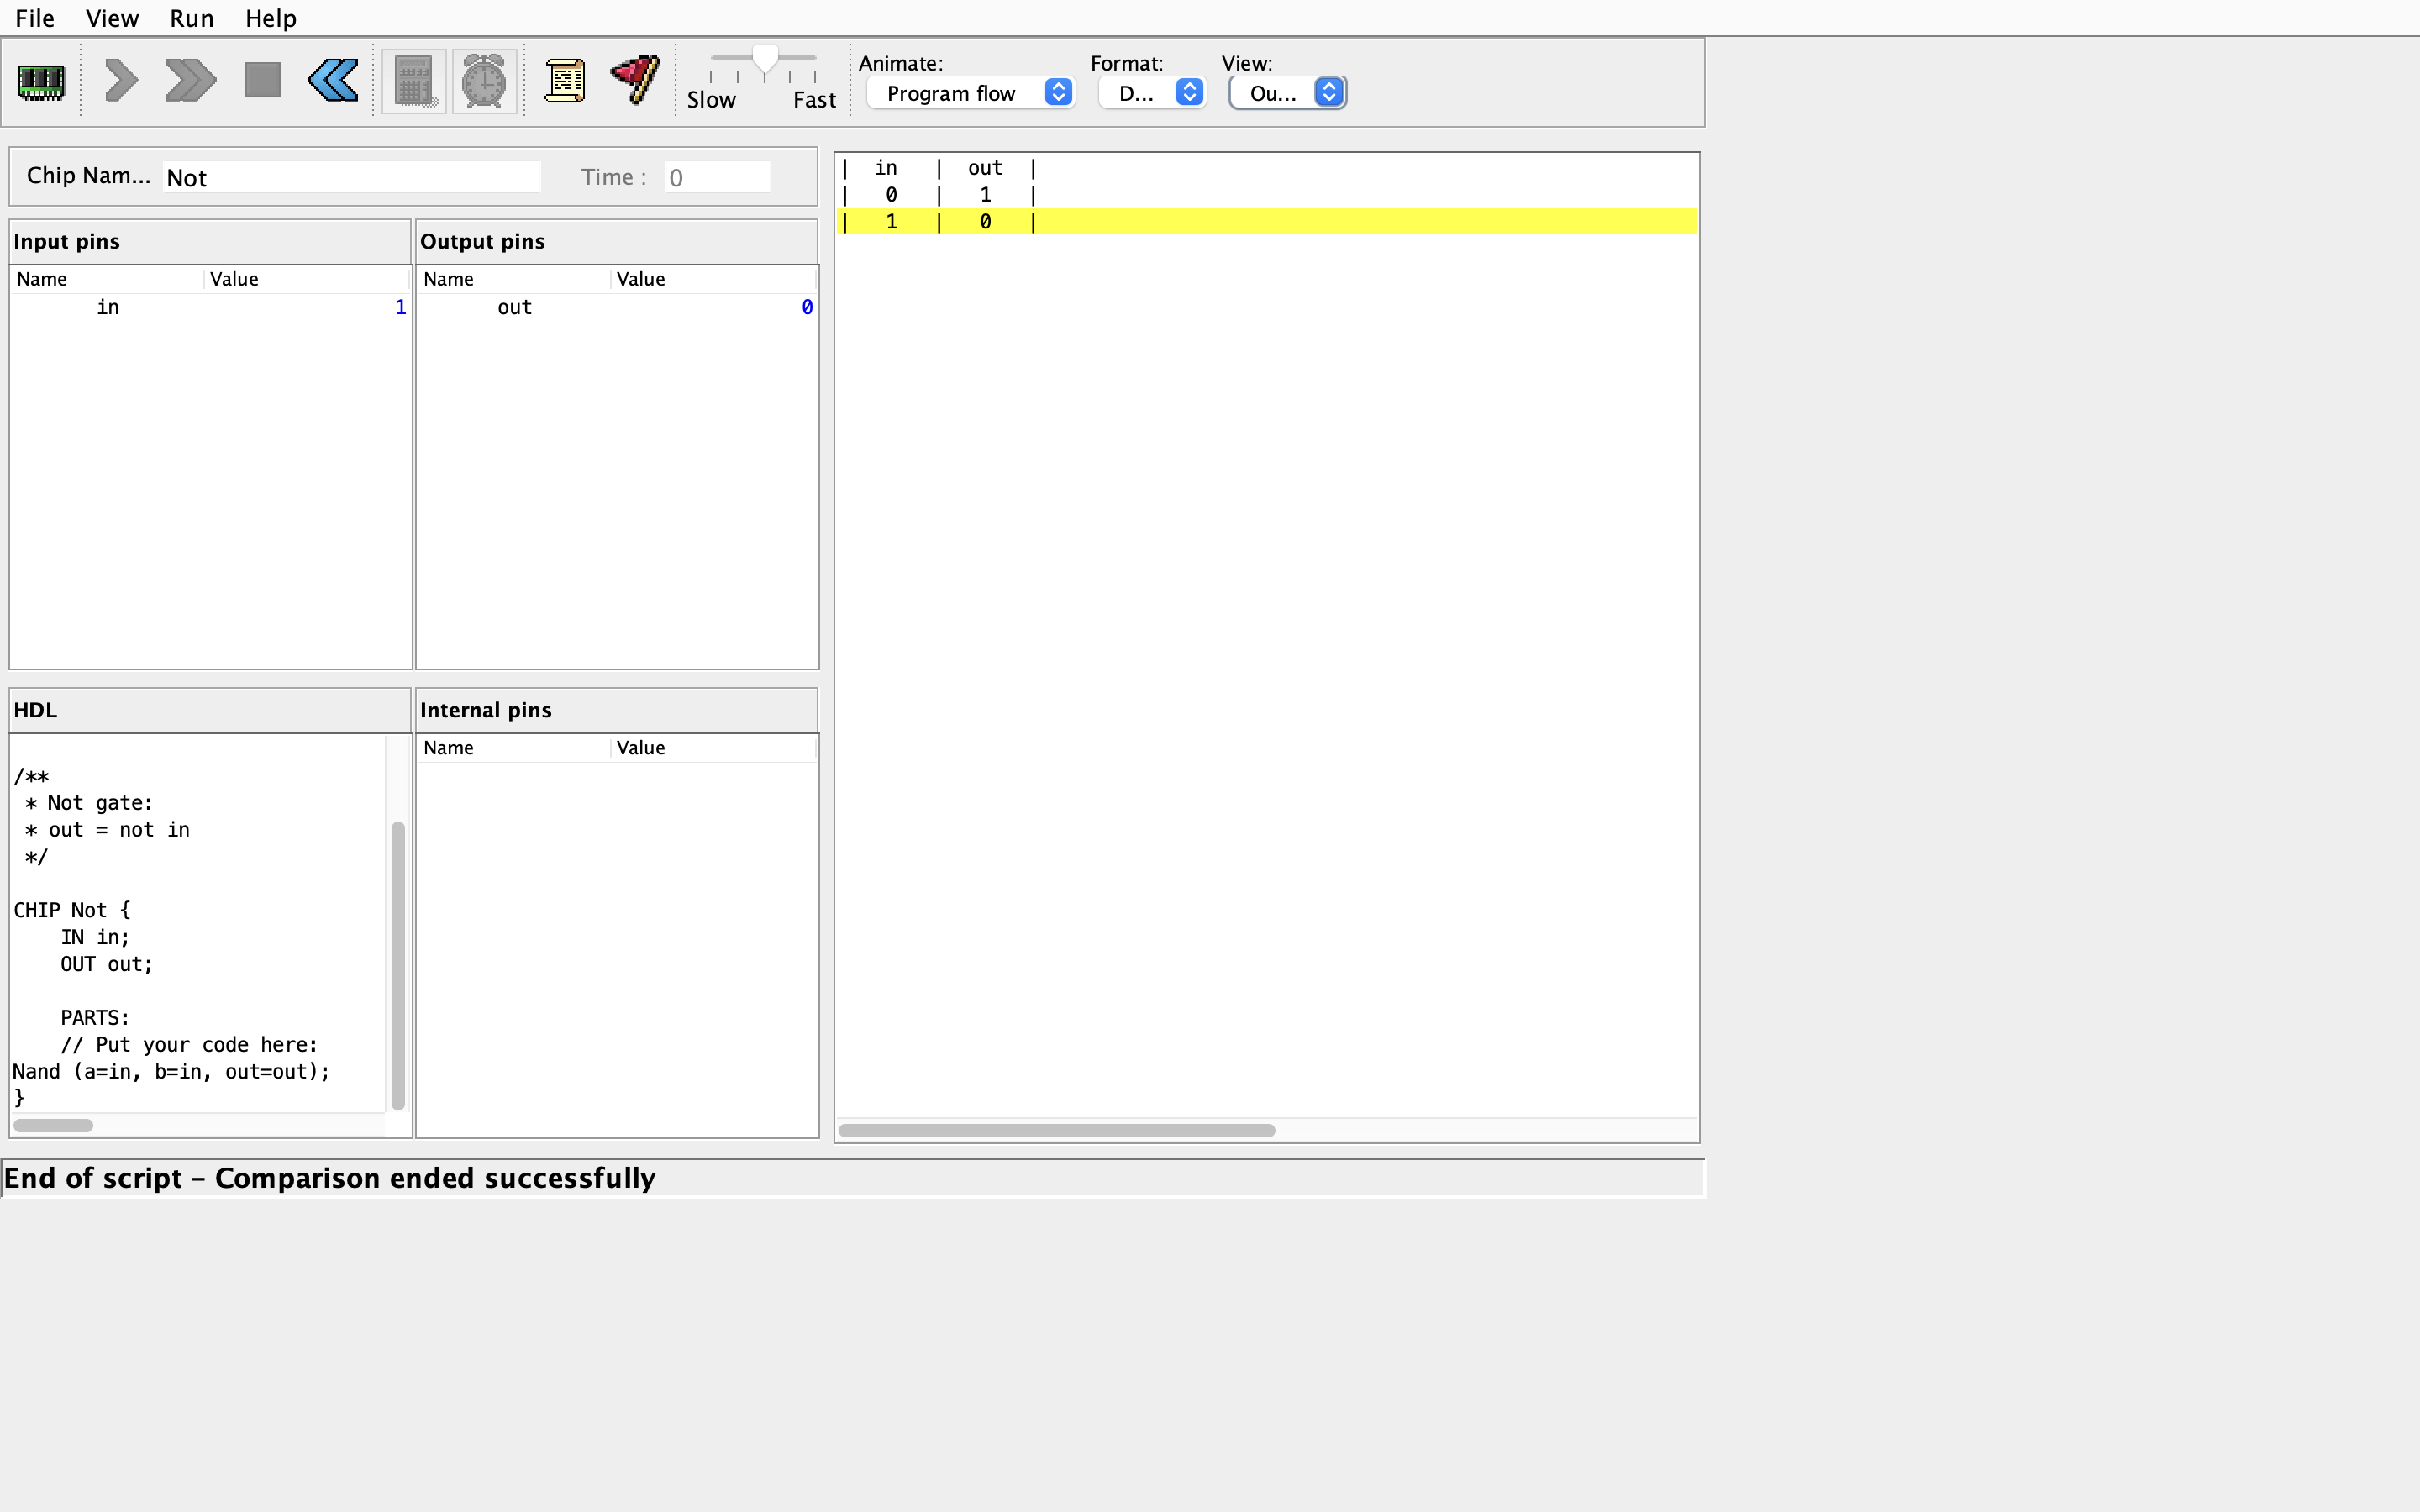 File View Run Help
Animate: Format: View:
Slow Fast Program flow D... Ou...
Chip Nam... Not Time : 0
Input pins Output pins
Name Value Name Value
in 1 out 0
| in | out |
| 0 | 1 |
| 1 | 0 |
HDL Internal pins
Name Value
/**
* Not gate:
* out = not in
*/
CHIP Not {
IN in;
OUT out;
PARTS:
// Put your code here:
Nand (a=in, b=in, out=out);
}
End of script – Comparison ended successfully